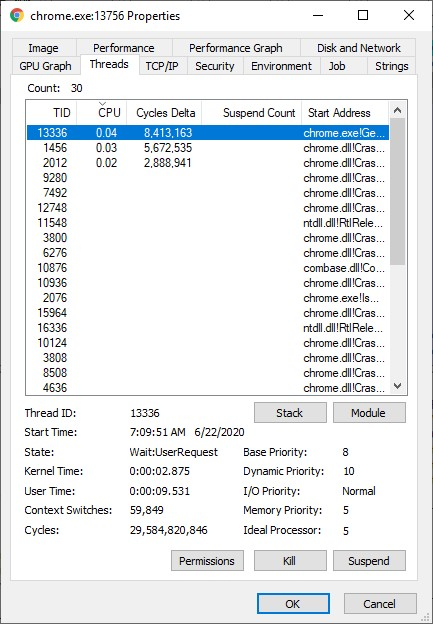 chrome.exe:13756 Properties
Image Performance Performance Graph Disk and Network
GPU Graph Threads TCP/IP Security Environment Job Strings
Count: 30
TID CPU Cycles Delta Suspend Count Start Address
13336 0.04 8,413,163 chrome.exe!Ge...
1456 0.03 5,672,535 chrome.dll!Cras...
2012 0.02 2,888,941 chrome.dll!Cras...
9280 chrome.dll!Cras...
7492 chrome.dll!Cras...
12748 chrome.dll!Cras...
11548 ntdll.dll!RtlRele...
3800 chrome.dll!Cras...
6276 chrome.dll!Cras...
10876 combase.dll!Co...
10936 chrome.dll!Cras...
2076 chrome.exe!Is...
15964 chrome.dll!Cras...
16336 ntdll.dll!RtlRele...
10124 chrome.dll!Cras...
3808 chrome.dll!Cras...
8508 chrome.dll!Cras...
4636 chrome.dll!Cras...
Thread ID: 13336 Stack Module
Start Time: 7:09:51 AM 6/22/2020
State: Wait:UserRequest Base Priority: 8
Kernel Time: 0:00:02.875 Dynamic Priority: 10
User Time: 0:00:09.531 I/O Priority: Normal
Context Switches: 59,849 Memory Priority: 5
Cycles: 29,584,820,846 Ideal Processor: 5
Permissions Kill Suspend
OK Cancel